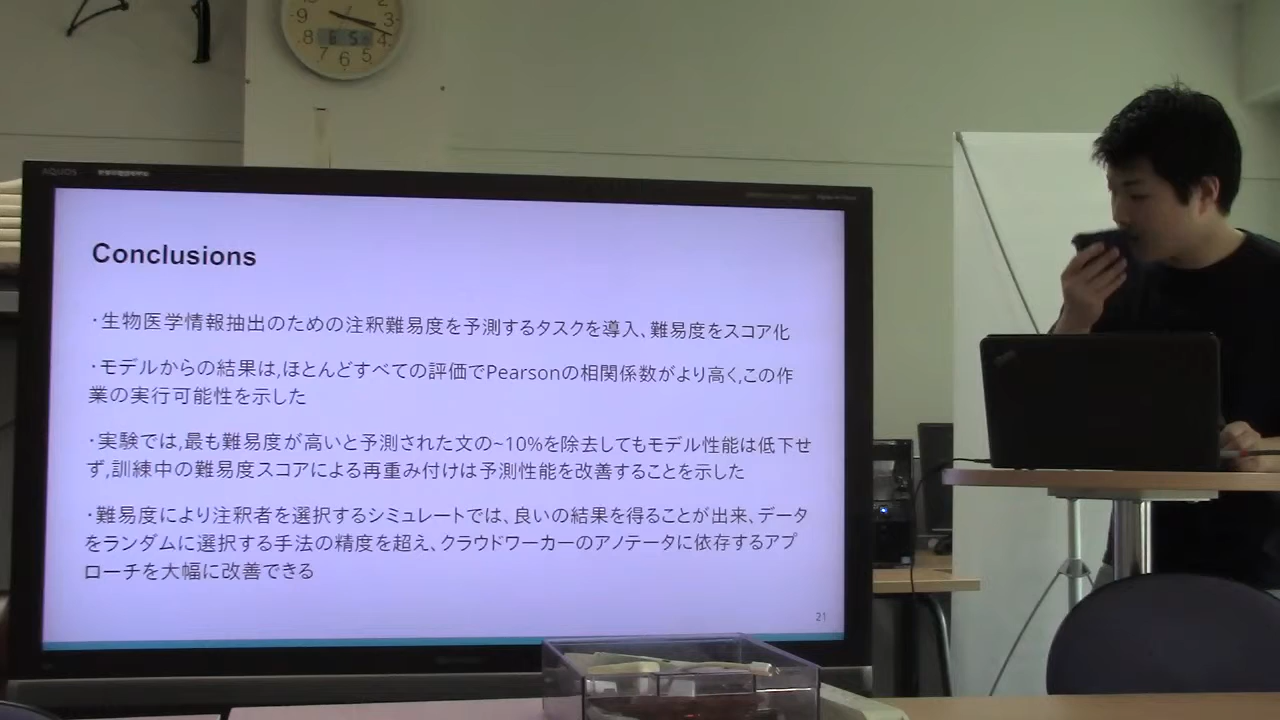 9
3
8
4
7
6
5
6 5
AQUOS
Conclusions
・生物医学情報抽出のための注釈難易度を予測するタスクを導入、難易度をスコア化
・モデルからの結果は,ほとんどすべての評価でPearsonの相関係数がより高く,この作
業の実行可能性を示した
・実験では,最も難易度が高いと予測された文の~10%を除去してもモデル性能は低下せ
ず,訓練中の難易度スコアによる再重み付けは予測性能を改善することを示した
・難易度により注釈者を選択するシミュレートでは、良いの結果を得ることが出来、データ
をランダムに選択する手法の精度を超え、クラウドワーカーのアノテータに依存するアプ
ローチを大幅に改善できる
21